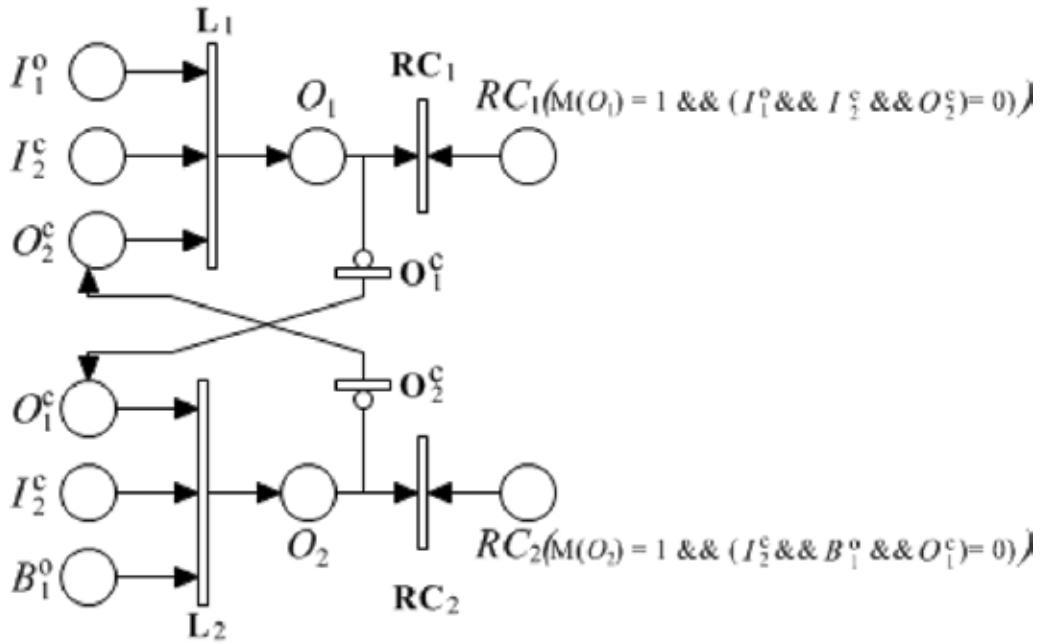 L₁
I₁ᵒ
RC₁
O₁
RC₁(M(O₁) = 1 && (I₁ᵒ && I₂ᶜ && O₂ᶜ)= 0))
I₂ᶜ
O₂ᶜ
O₁ᶜ
O₂ᶜ
O₁ᶜ
I₂ᶜ
O₂
RC₂(M(O₂) = 1 && (I₂ᶜ && B₁ᵒ && O₁ᶜ)= 0))
B₁ᵒ
RC₂
L₂